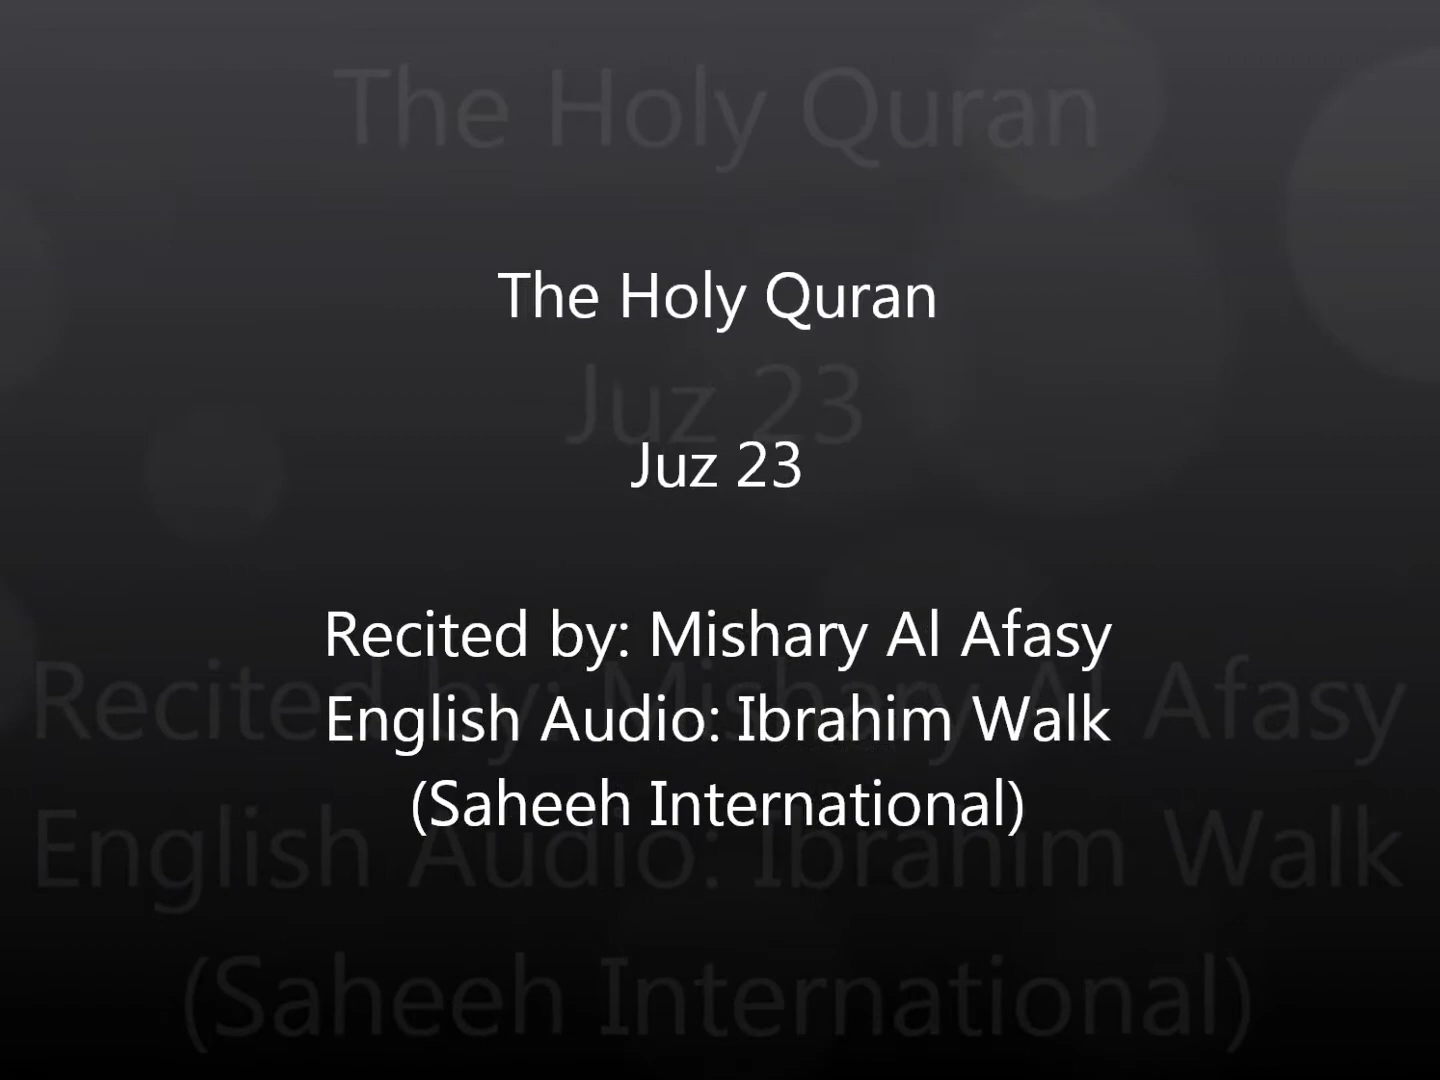 The Holy Quran
Juz 23
Recited by: Mishary Al Afasy
English Audio: Ibrahim Walk
(Saheeh International)